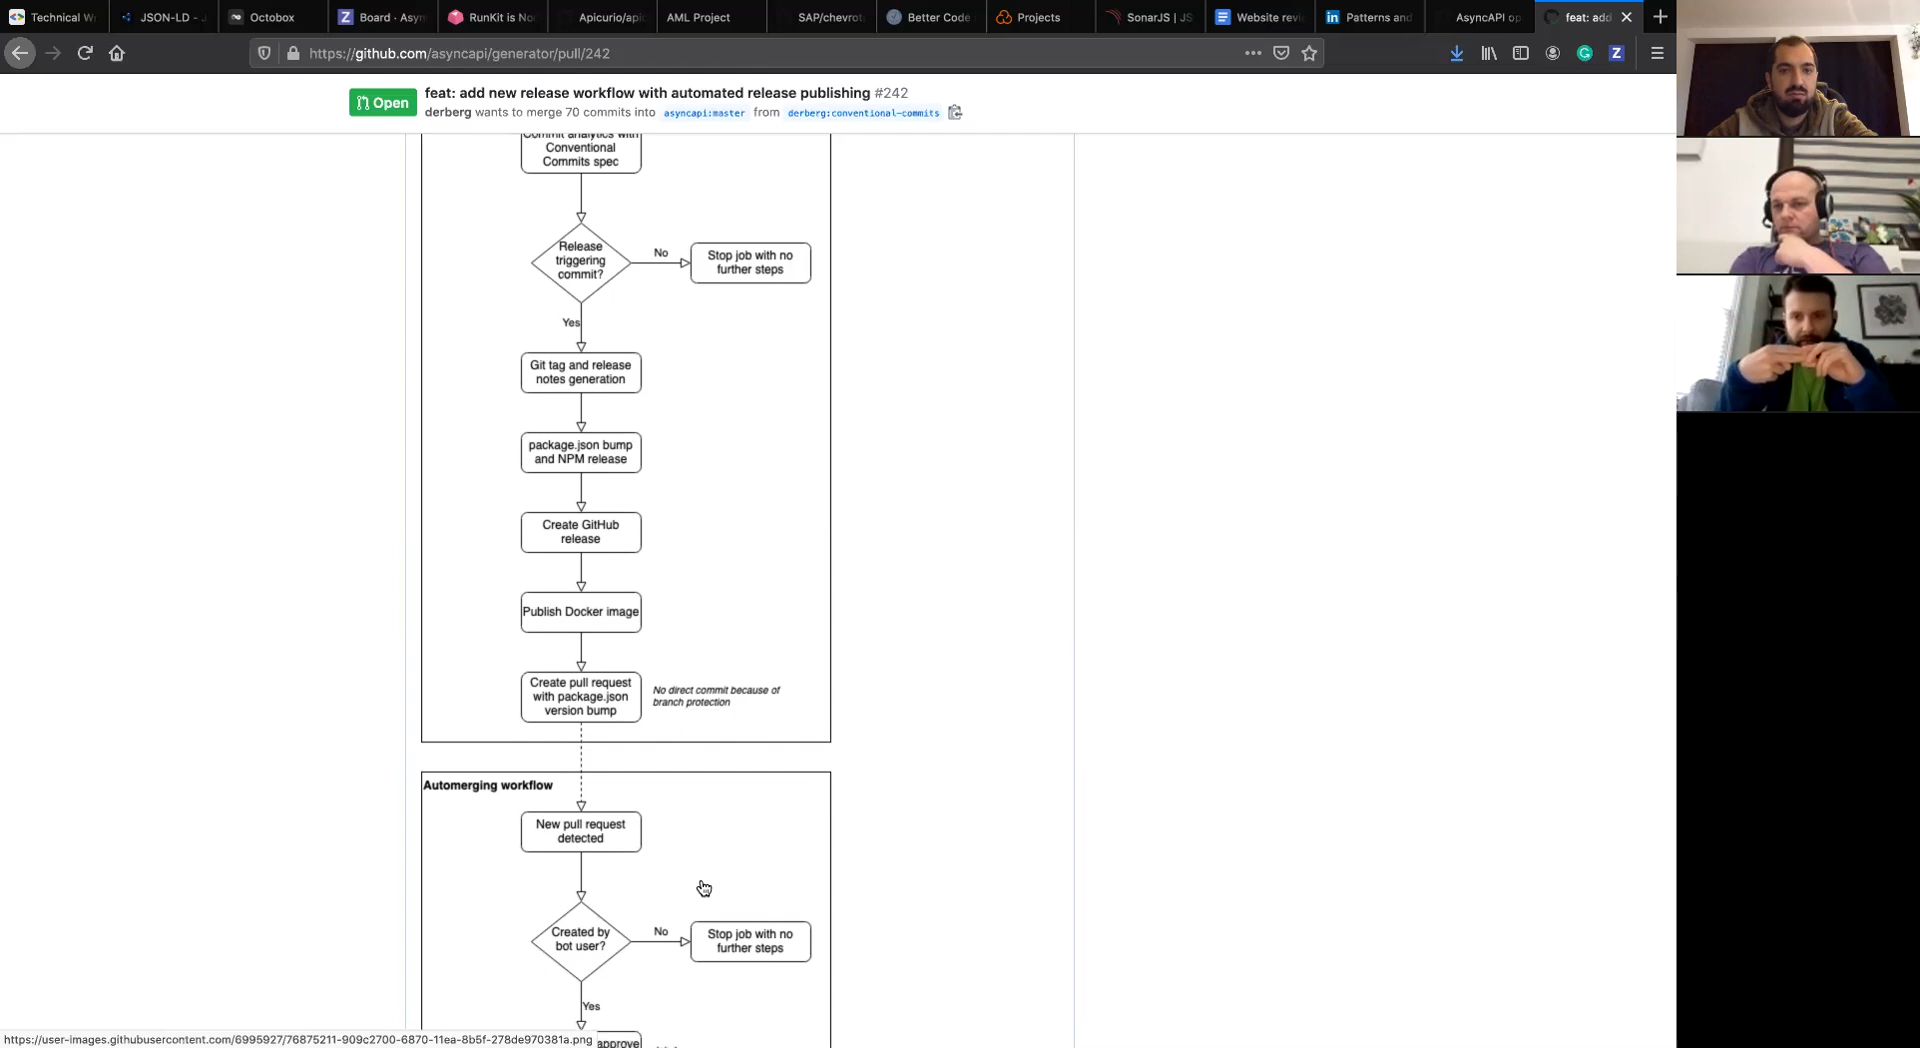 Technical W
JSON-LD - J
Octobox
Board · Asyn
RunKit is No
Apicurio/apic
AML Project
SAP/chevrot
Better Code
Projects
SonarJS | JS
Website revi
Patterns and
AsyncAPI op
feat: add
https://github.com/asyncapi/generator/pull/242
Open
feat: add new release workflow with automated release publishing #242
derberg wants to merge 70 commits into asyncapi:master from derberg:conventional-commits
Commit analytics with
Conventional
Commits spec
Release
triggering
commit?
No
Stop job with no
further steps
Yes
Git tag and release
notes generation
package.json bump
and NPM release
Create GitHub
release
Publish Docker image
Create pull request
with package.json
version bump
No direct commit because of
branch protection
Automerging workflow
New pull request
detected
Created by
bot user?
No
Stop job with no
further steps
Yes
approve
https://user-images.githubusercontent.com/6995927/76875211-909c2700-6870-11ea-8b5f-278de970381a.png